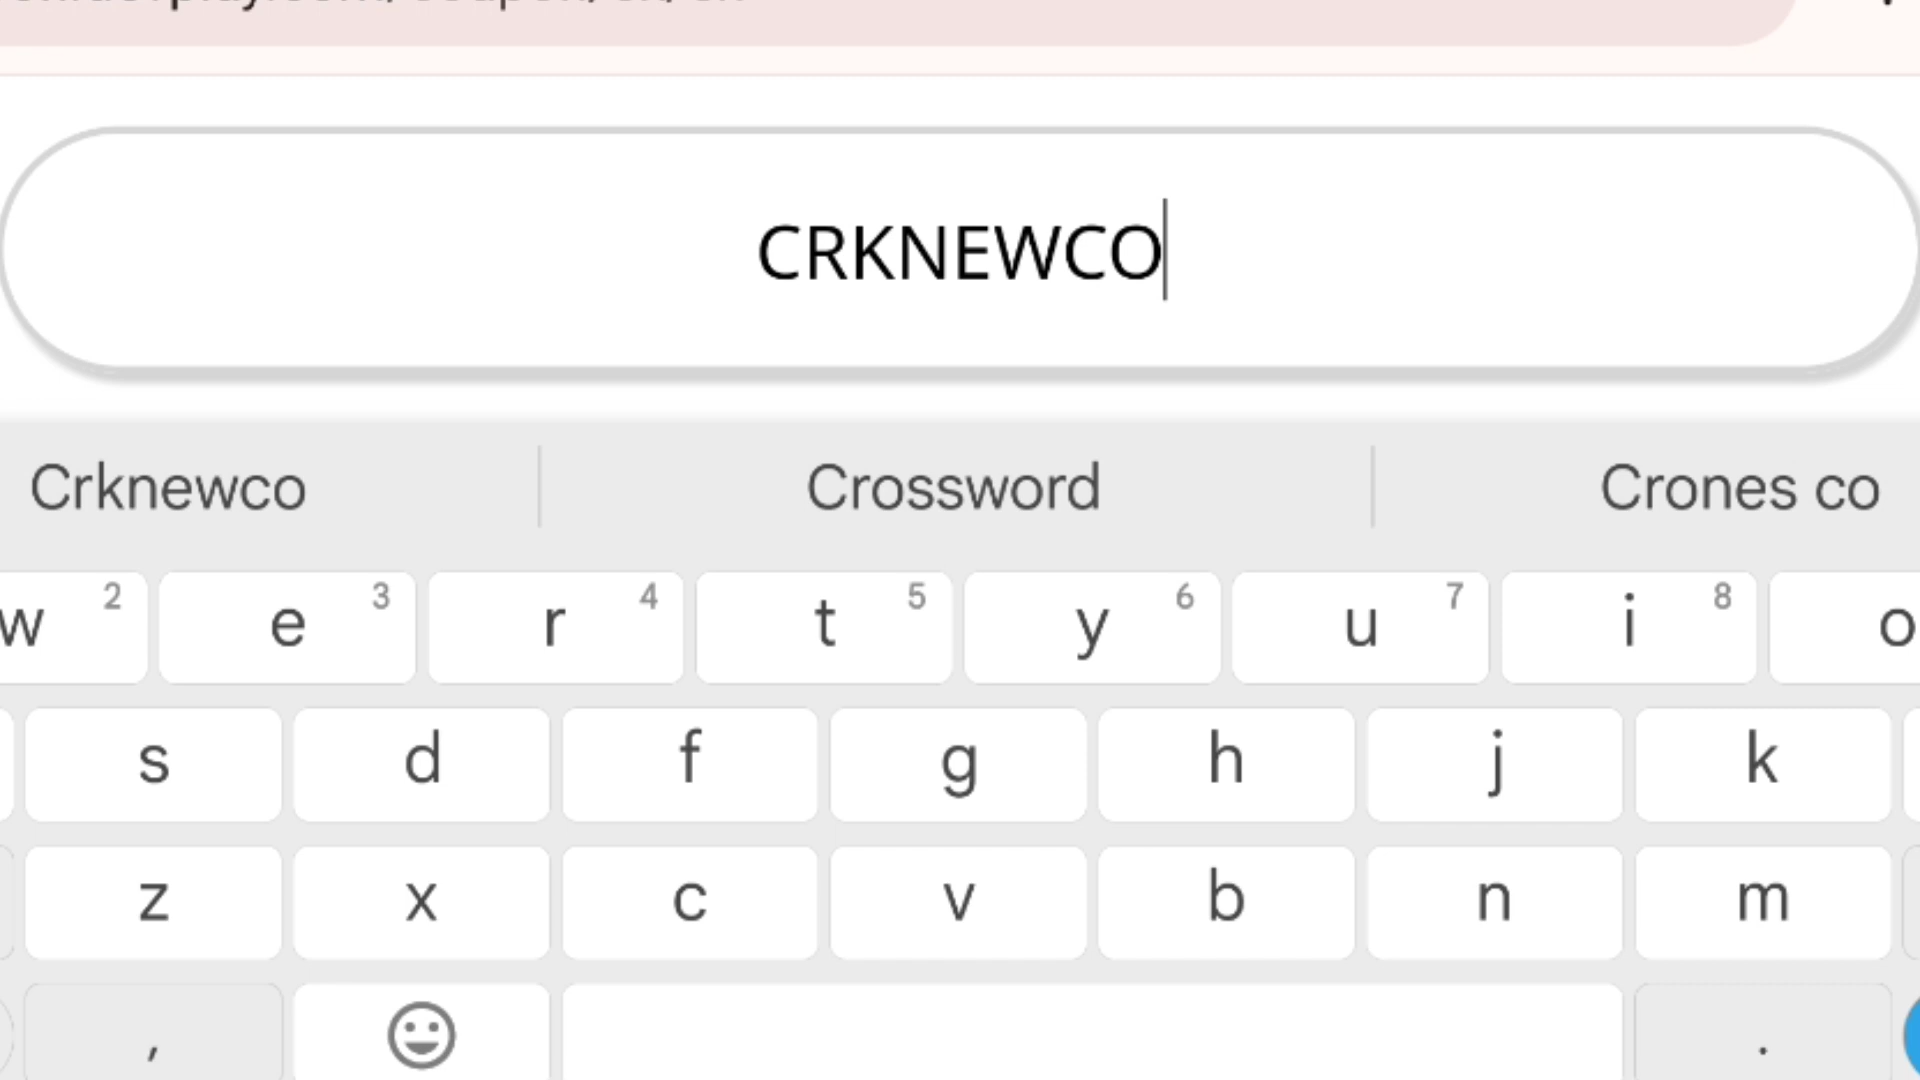 CRKNEWCO
Crknewco Crossword Crones co
w 2 e 3 r 4 t 5 y 6 u 7 i 8 o
s d f g h j k
z x c v b n m
, .